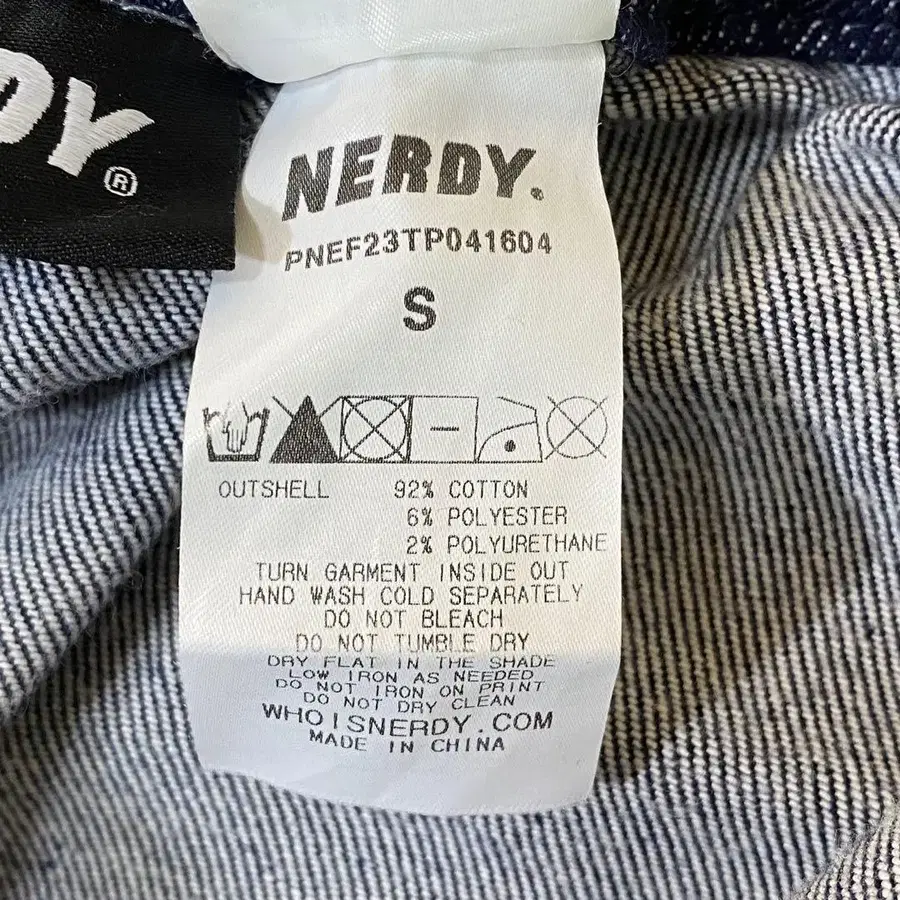 DY®
NERDY.
PNEF23TP041604
S
OUTSHELL 92% COTTON
6% POLYESTER
2% POLYURETHANE
TURN GARMENT INSIDE OUT
HAND WASH COLD SEPARATELY
DO NOT BLEACH
DO NOT TUMBLE DRY
DRY FLAT IN THE SHADE
LOW IRON AS NEEDED
DO NOT IRON ON PRINT
DO NOT DRY CLEAN
WHOISNERDY.COM
MADE IN CHINA